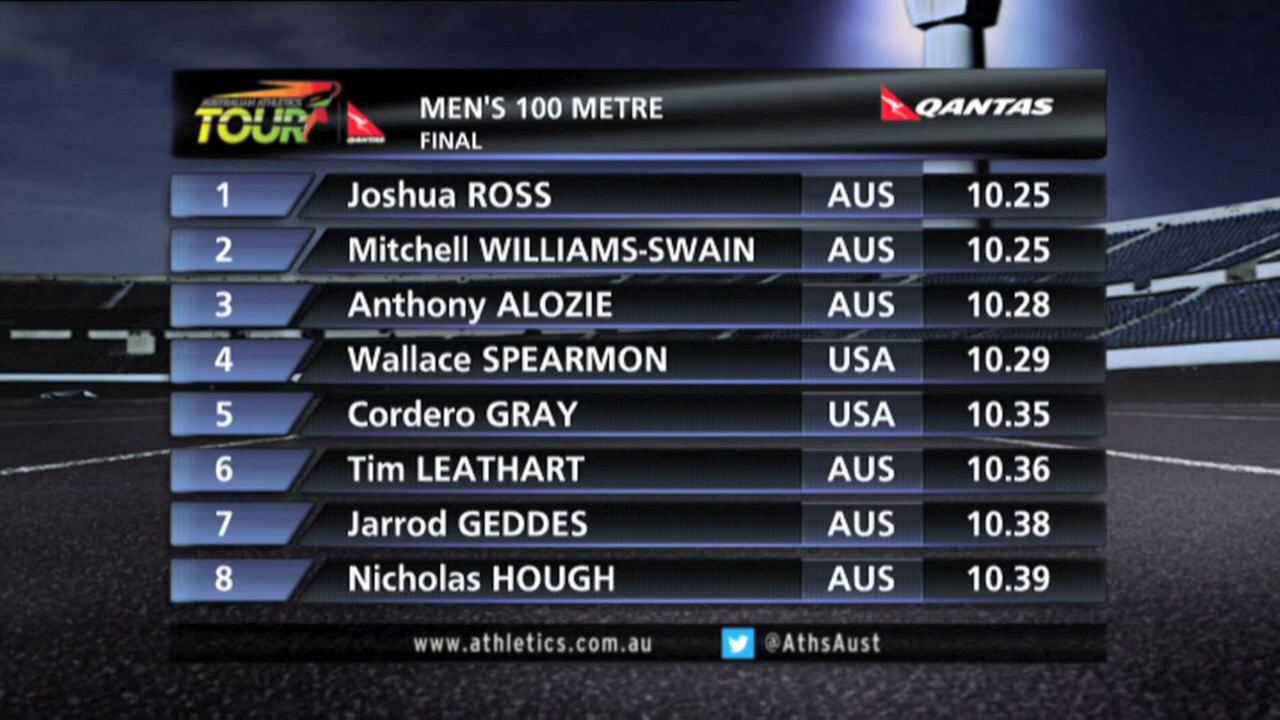 AUSTRALIAN ATHLETICS
TOUR
QANTAS
MEN'S 100 METRE
FINAL
QANTAS
1 Joshua ROSS AUS 10.25
2 Mitchell WILLIAMS-SWAIN AUS 10.25
3 Anthony ALOZIE AUS 10.28
4 Wallace SPEARMON USA 10.29
5 Cordero GRAY USA 10.35
6 Tim LEATHART AUS 10.36
7 Jarrod GEDDES AUS 10.38
8 Nicholas HOUGH AUS 10.39
www.athletics.com.au @AthsAust